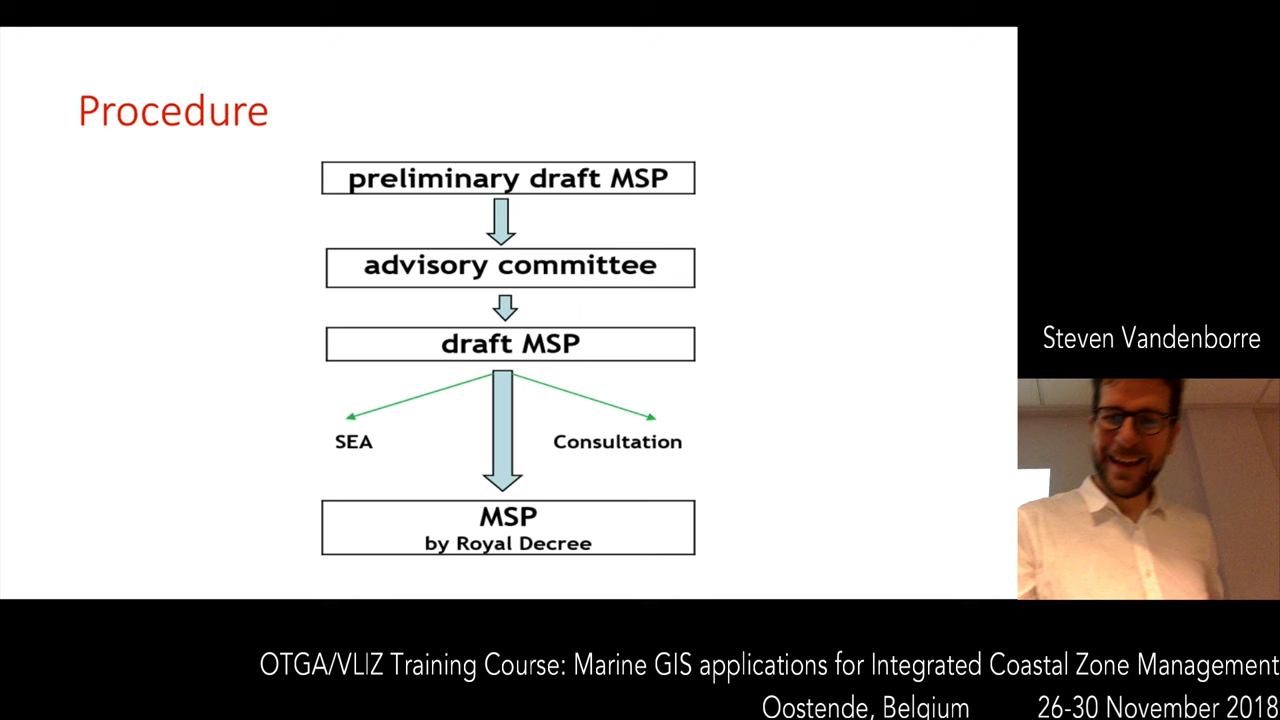 Procedure
preliminary draft MSP
advisory committee
draft MSP
SEA
Consultation
MSP
by Royal Decree
Steven Vandenborre
OTGA/VLIZ Training Course: Marine GIS applications for Integrated Coastal Zone Management
Oostende, Belgium 26-30 November 2018